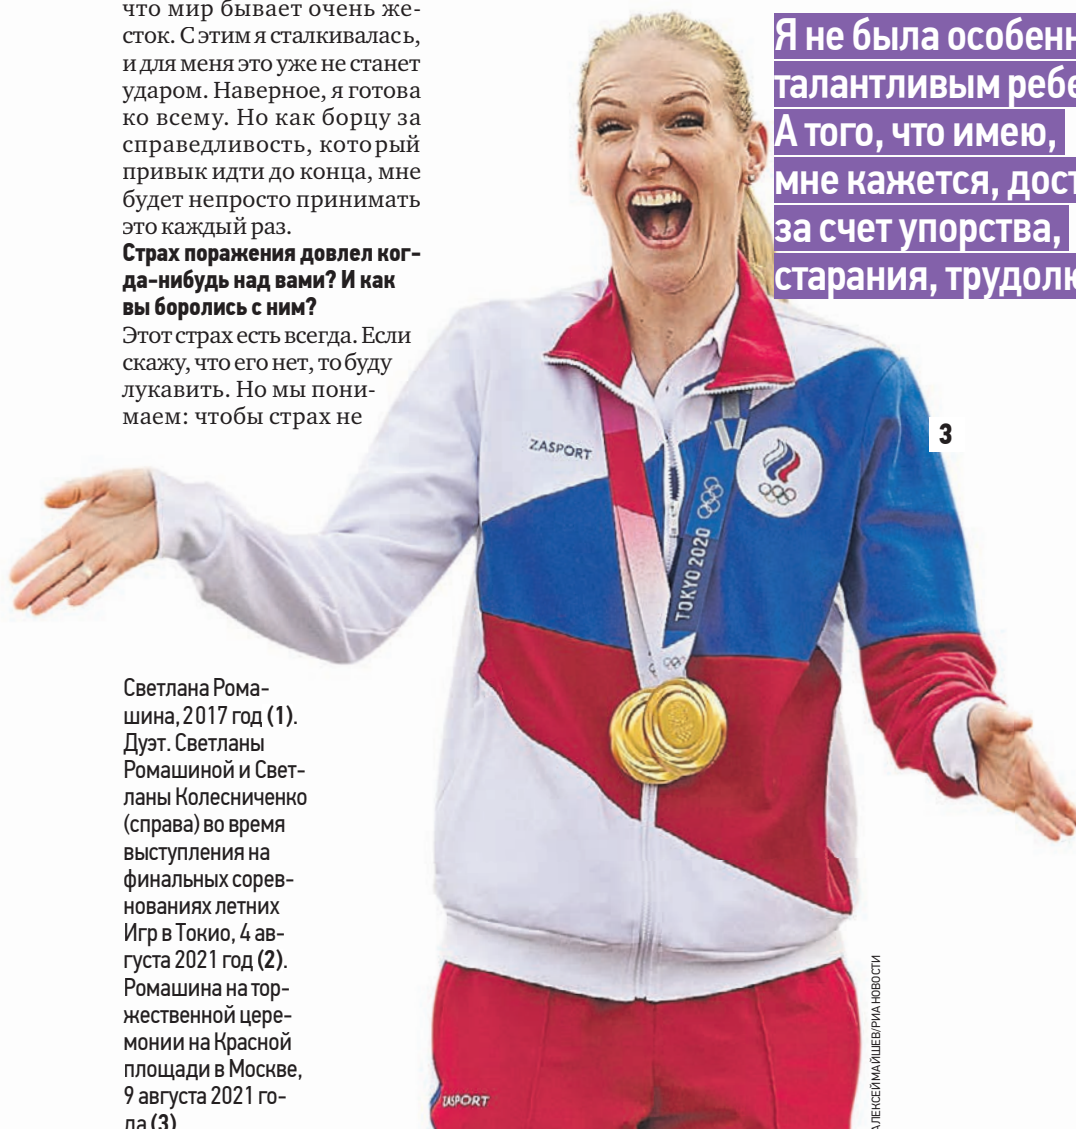 что мир бывает очень же-
сток. С этим я сталкивалась,
и для меня это уже не станет
ударом. Наверное, я готова
ко всему. Но как борцу за
справедливость, который
привык идти до конца, мне
будет непросто принимать
это каждый раз.
Страх поражения довлел ког-
да-нибудь над вами? И как
вы боролись с ним?
Этот страх есть всегда. Если
скажу, что его нет, то буду
лукавить. Но мы пони-
маем: чтобы страх не
Я не была особенн
талантливым ребе
А того, что имею,
мне кажется, дост
за счет упорства,
старания, трудолю
3
ZASPORT
TOKYO 2020
Светлана Рома-
шина, 2017 год (1).
Дуэт. Светланы
Ромашиной и Свет-
ланы Колесниченко
(справа) во время
выступления на
финальных сорев-
нованиях летних
Игр в Токио, 4 ав-
густа 2021 год (2).
Ромашина на тор-
жественной цере-
монии на Красной
площади в Москве,
9 августа 2021 го-
да (3)
ZASPORT
АЛЕКСЕЙ МАЙШЕВ/РИА НОВОСТИ